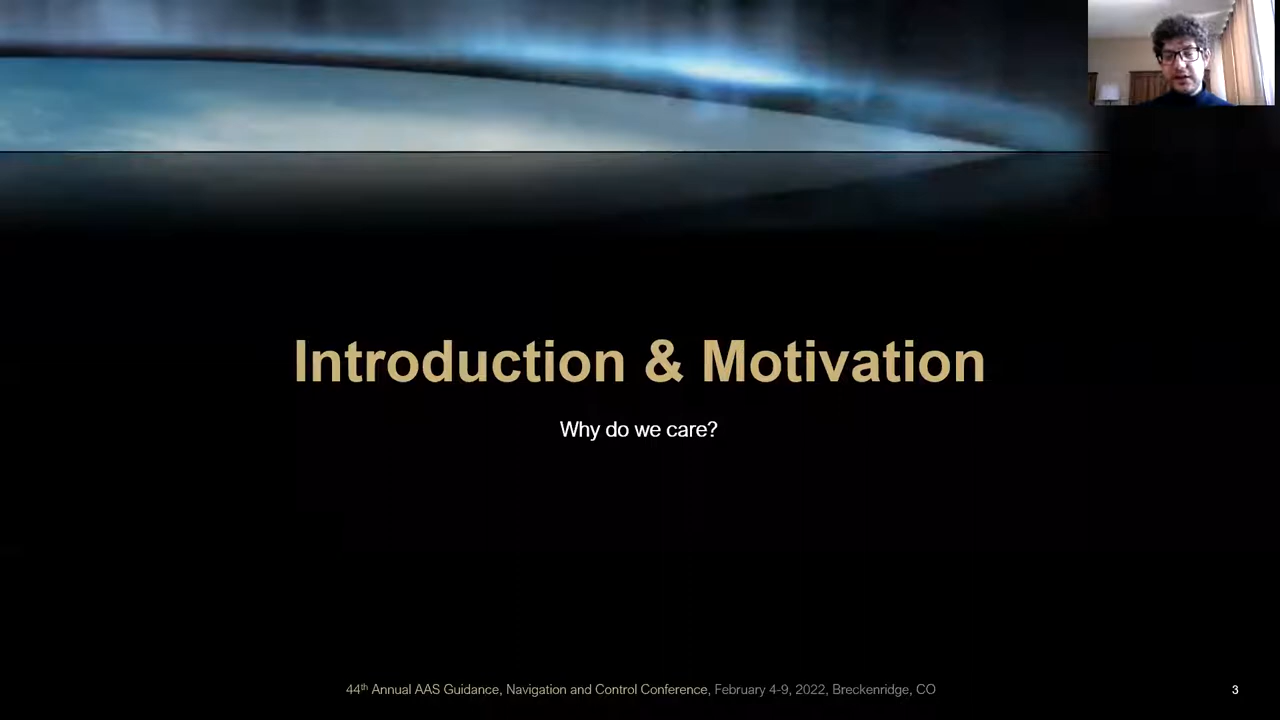 Introduction & Motivation
Why do we care?
44th Annual AAS Guidance, Navigation and Control Conference, February 4-9, 2022, Breckenridge, CO
3